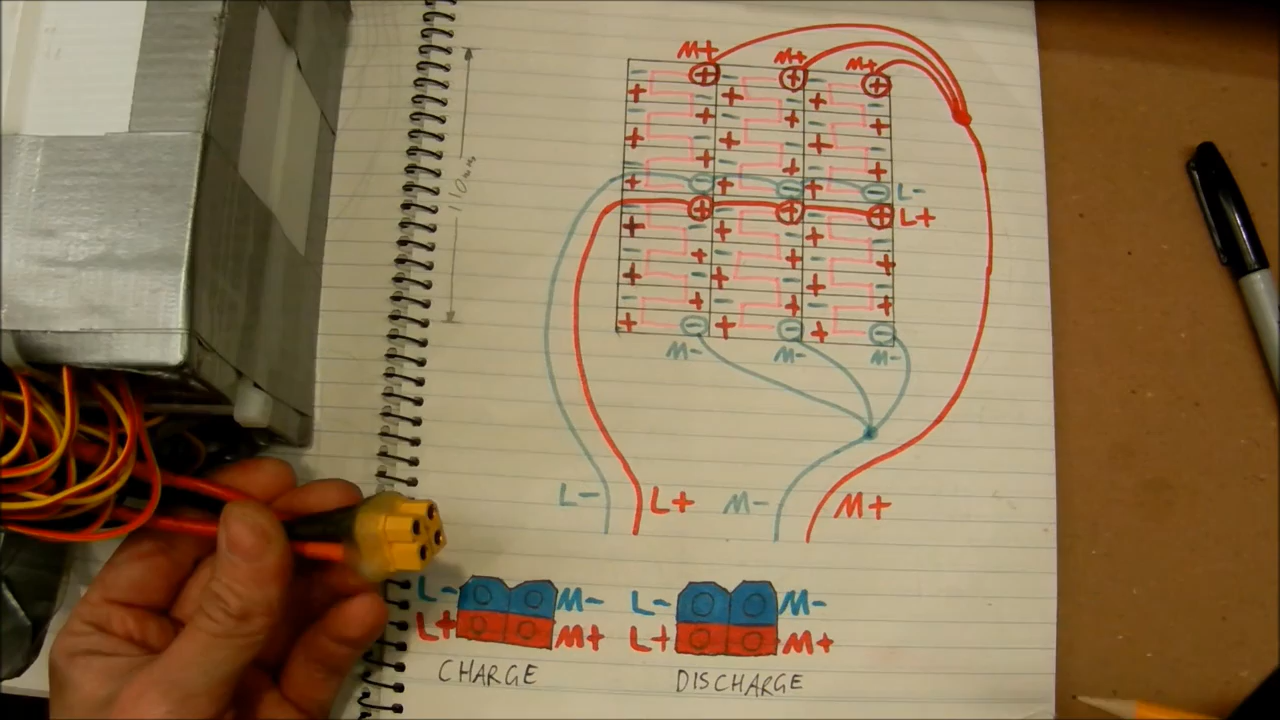 M+ M+ M+
110mm
L-
L+
M- M- M-
L- L+ M- M+
L- M- L- M-
L+ M+ L+ M+
CHARGE DISCHARGE